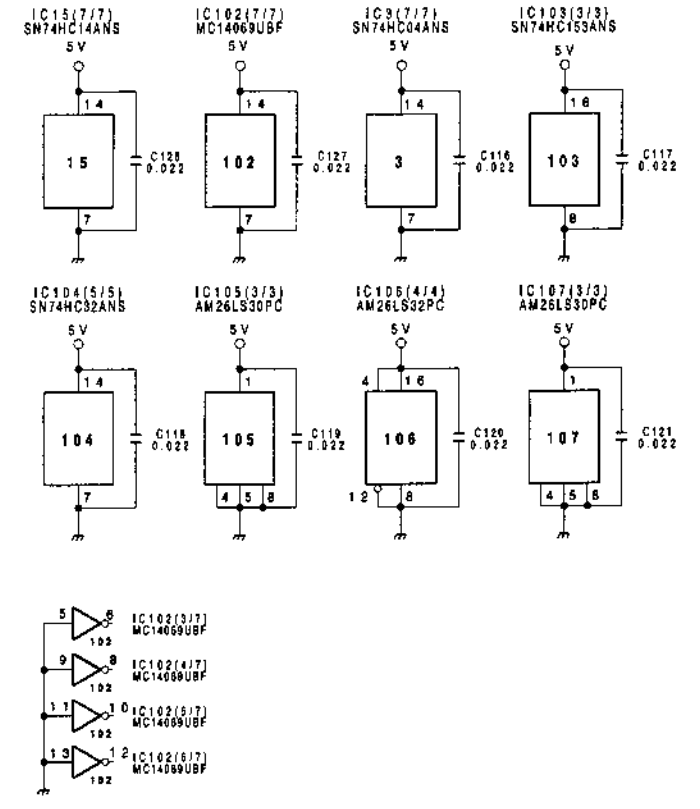 IC15(7/7)
SN74HC14ANS
5V
14
15
C126
0.022
7
IC102(7/7)
MC14069UBF
5V
14
102
C127
0.022
7
IC3(7/7)
SN74HC04ANS
5V
14
3
C116
0.022
7
IC103(3/3)
SN74HC153ANS
5V
16
103
C117
0.022
8
IC104(5/5)
SN74HC32ANS
5V
14
104
C118
0.022
7
IC105(3/3)
AM26LS30PC
5V
1
105
C119
0.022
4 5 8
IC106(4/4)
AM26LS32PC
5V
4 16
106
C120
0.022
12 8
IC107(3/3)
AM26LS30PC
5V
1
107
C121
0.022
4 5 8
5 6 IC102(3/7)
102 MC14069UBF
9 8 IC102(4/7)
102 MC14069UBF
11 10 IC102(5/7)
102 MC14069UBF
13 12 IC102(6/7)
102 MC14069UBF